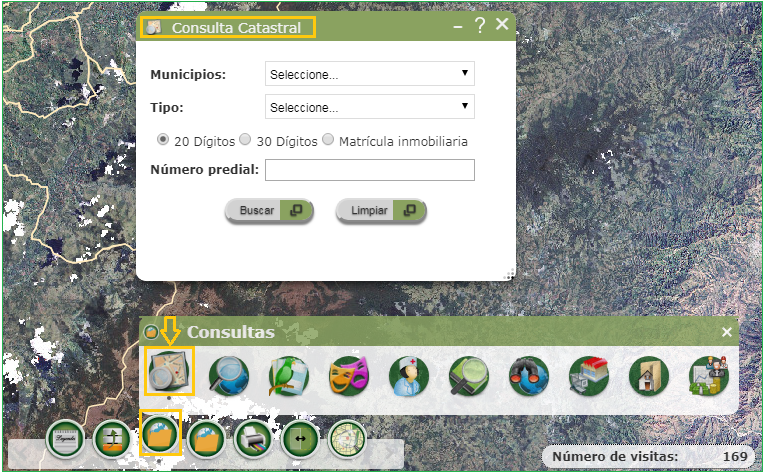 Consulta Catastral
Municipios: Seleccione...
Tipo: Seleccione...
20 Dígitos 30 Dígitos Matrícula inmobiliaria
Número predial:
Buscar Limpiar
Consultas
Número de visitas: 169